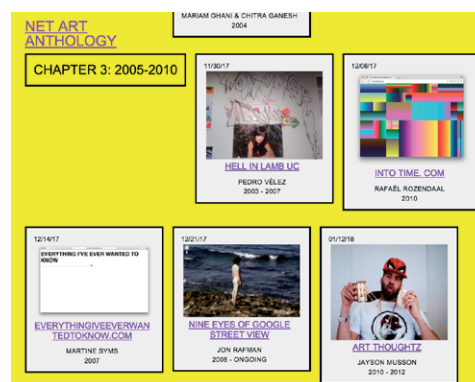 NET ART
ANTHOLOGY
MARIAM GHANI & CHITRA GANESH
2004
CHAPTER 3: 2005-2010
11/30/17
HELL IN LAMB UC
PEDRO VÉLEZ
2003 - 2007
12/06/17
INTO TIME. COM
RAFAËL ROZENDAAL
2010
12/14/17
EVERYTHING I'VE EVER WANTED TO
KNOW
EVERYTHINGIVEEVERWAN
TEDTOKNOW.COM
MARTINE SYMS
2007
12/21/17
NINE EYES OF GOOGLE
STREET VIEW
JON RAFMAN
2008 - ONGOING
01/12/18
ART THOUGHTZ
JAYSON MUSSON
2010 - 2012